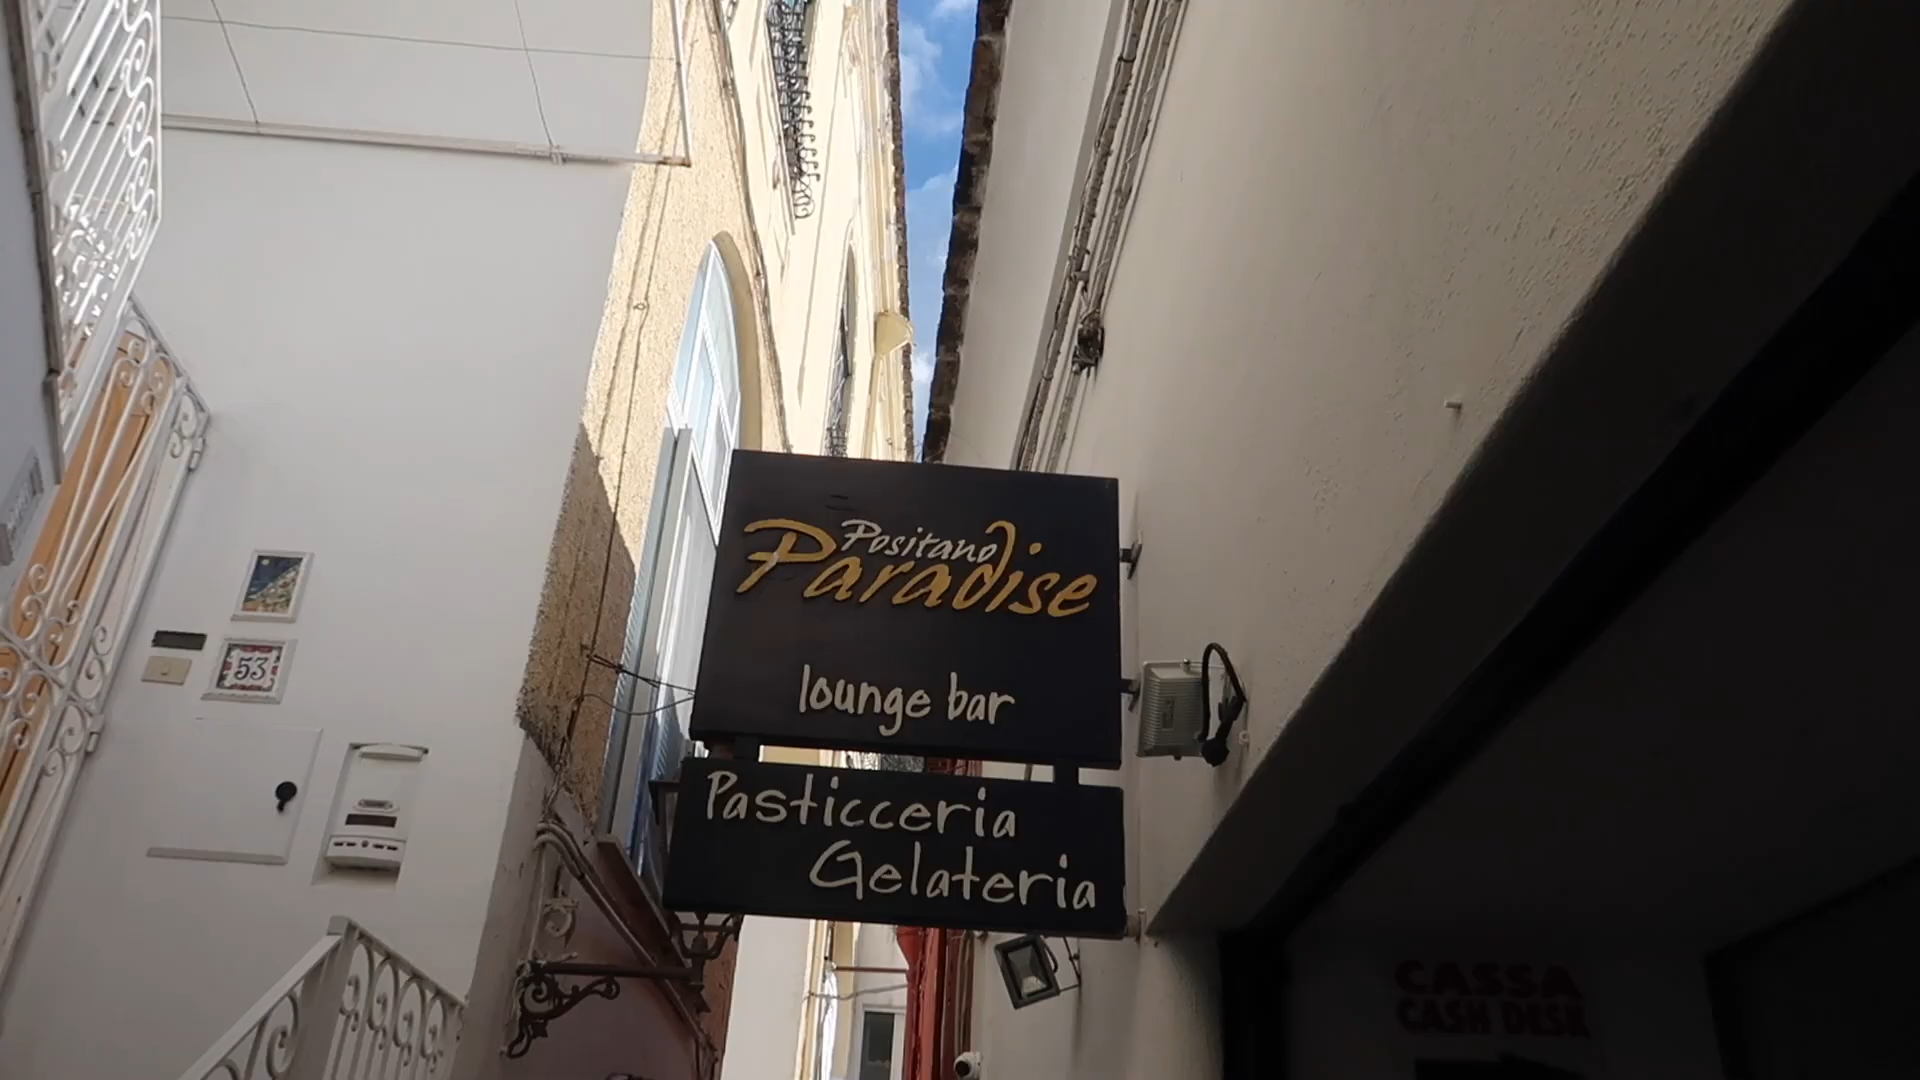 Positano
Paradise
lounge bar
Pasticceria
Gelateria
53
CASSA
CASH DESK